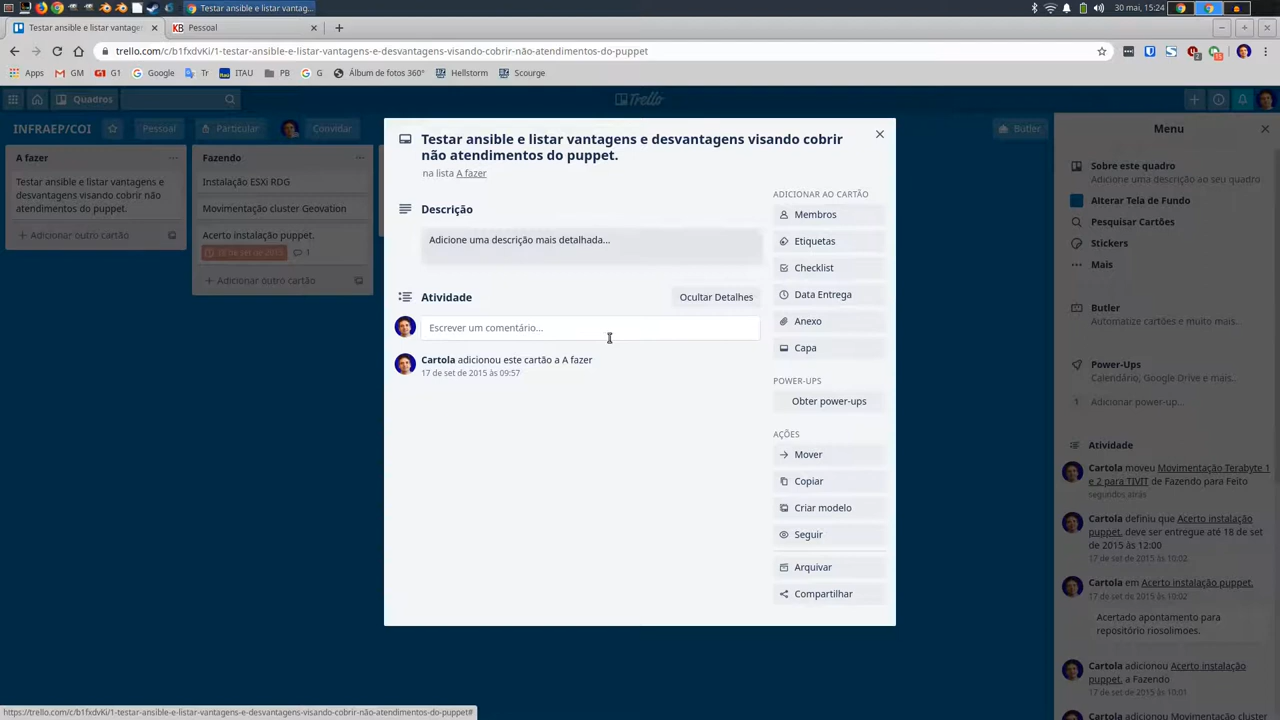 Testar ansible e listar vantag...
30 mai, 15:24
Testar ansible e listar vantage
Pessoal
trello.com/c/b1fxdvKi/1-testar-ansible-e-listar-vantagens-e-desvantagens-visando-cobrir-não-atendimentos-do-puppet
Apps
GM
G1
Google
Tr
ITAU
PB
G
Álbum de fotos 360°
Hellstorm
Scourge
Quadros
Trello
INFRAEP/COI
Pessoal
Particular
Convidar
Butler
A fazer
Testar ansible e listar vantagens e
desvantagens visando cobrir não
atendimentos do puppet.
+ Adicionar outro cartão
Fazendo
Instalação ESXi RDG
Movimentação cluster Geovation
Acerto instalação puppet.
1
+ Adicionar outro cartão
Testar ansible e listar vantagens e desvantagens visando cobrir
não atendimentos do puppet.
na lista A fazer
Descrição
Adicione uma descrição mais detalhada...
Atividade
Ocultar Detalhes
Escrever um comentário...
Cartola adicionou este cartão a A fazer
17 de set de 2015 às 09:57
ADICIONAR AO CARTÃO
Membros
Etiquetas
Checklist
Data Entrega
Anexo
Capa
POWER-UPS
Obter power-ups
AÇÕES
Mover
Copiar
Criar modelo
Seguir
Arquivar
Compartilhar
Menu
Sobre este quadro
Adicione uma descrição ao seu quadro
Alterar Tela de Fundo
Pesquisar Cartões
Stickers
Mais
Butler
Automatize cartões e muito mais...
Power-Ups
Calendário, Google Drive e mais...
1 Adicionar power-up...
Atividade
Cartola moveu Movimentação Terabyte 1
e 2 para TIVIT de Fazendo para Feito
segundos atrás
Cartola definiu que Acerto instalação
puppet. deve ser entregue até 18 de set
de 2015 às 12:00
17 de set de 2015 às 10:02
Cartola em Acerto instalação puppet.
17 de set de 2015 às 10:02
Acertado apontamento para
repositório riosolimoes.
Cartola adicionou Acerto instalação
puppet. a Fazendo
17 de set de 2015 às 10:01
Cartola adicionou Movimentação cluster
https://trello.com/c/b1fxdvKi/1-testar-ansible-e-listar-vantagens-e-desvantagens-visando-cobrir-não-atendimentos-do-puppet#